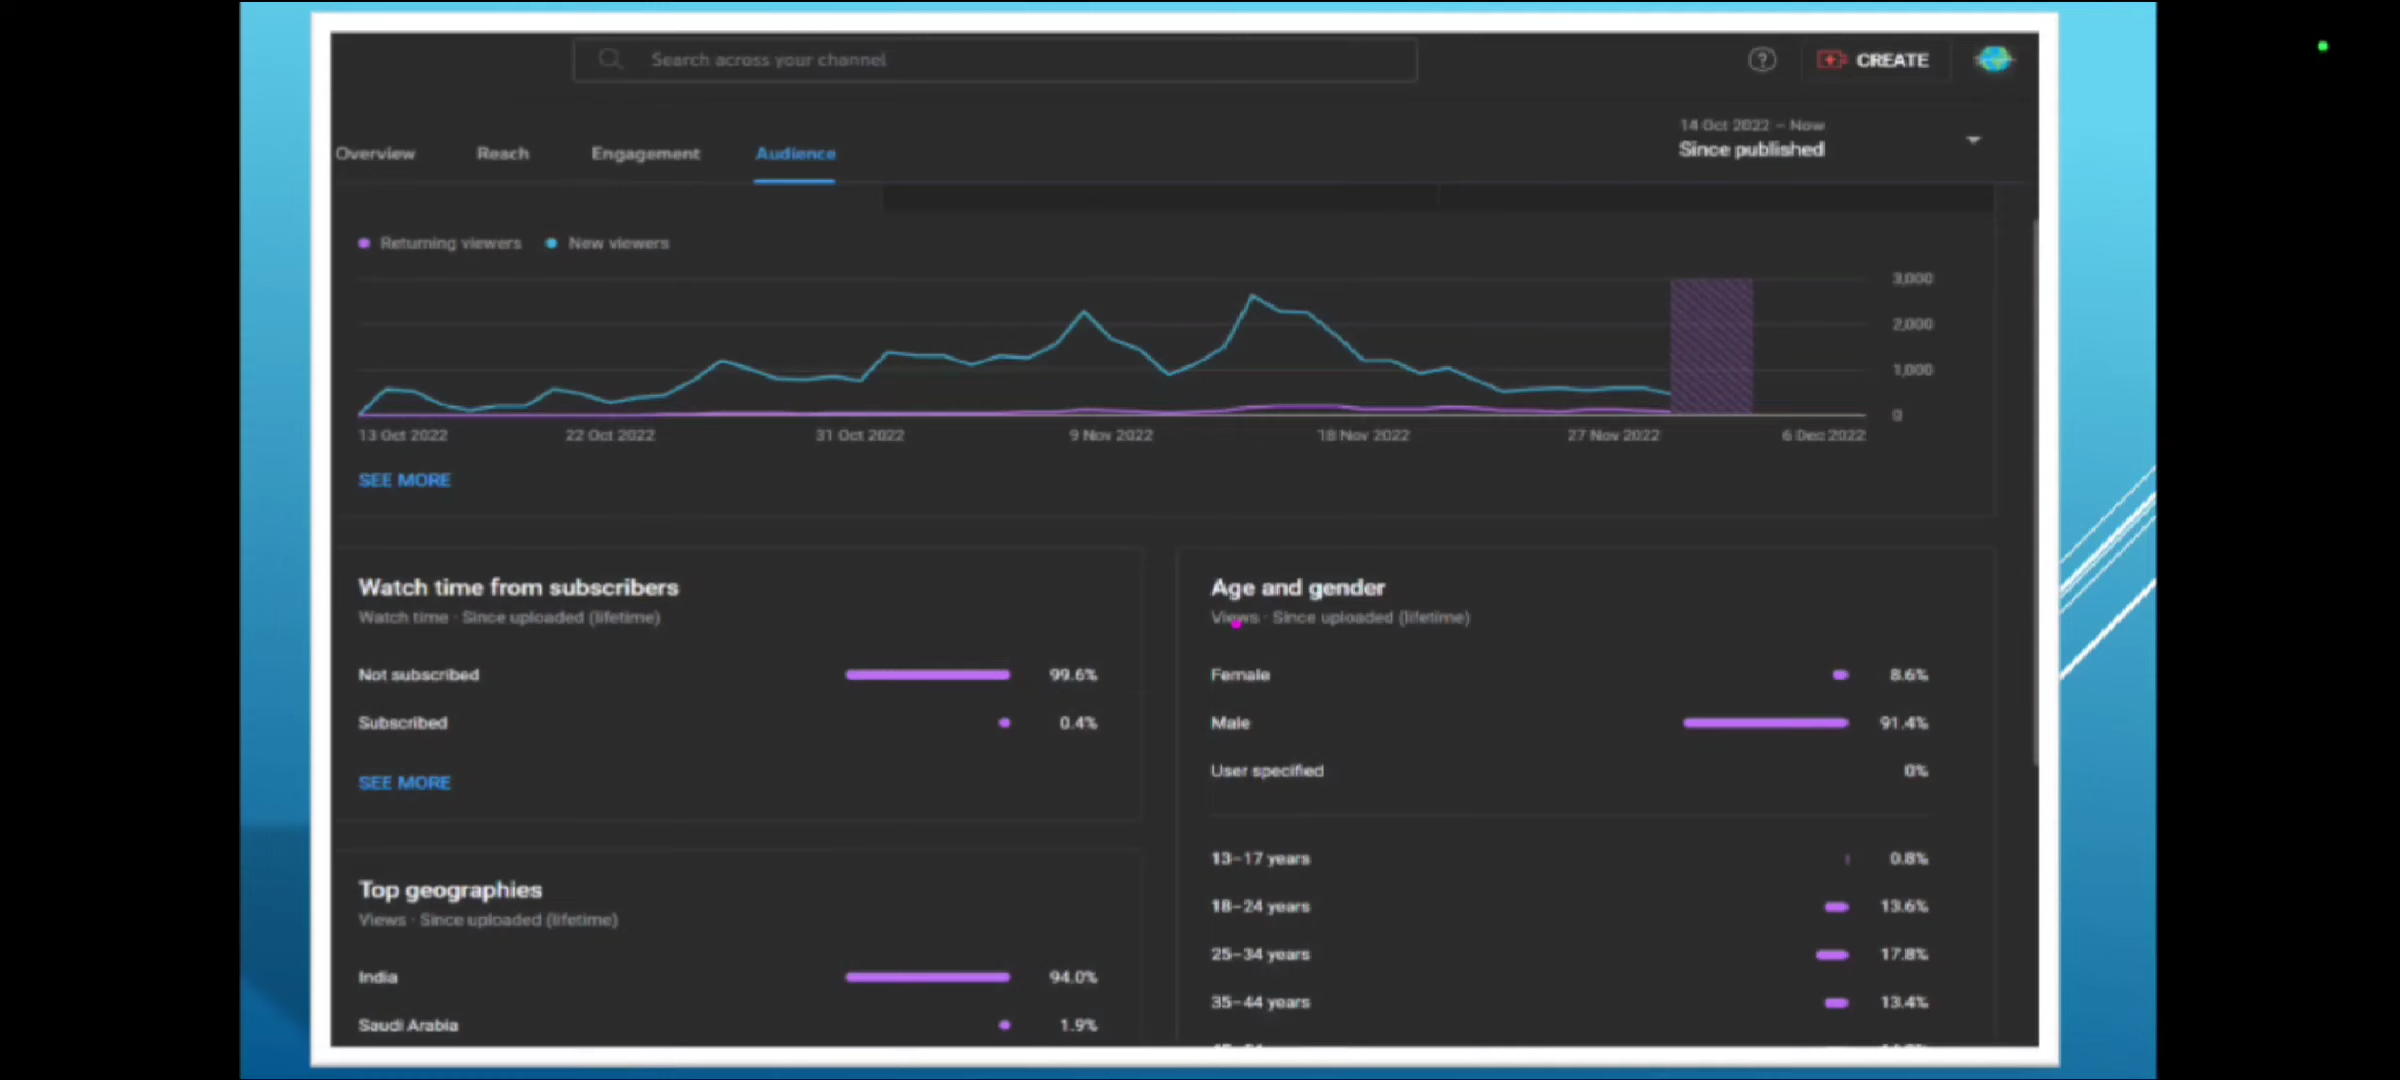 Search across your channel
CREATE
Overview Reach Engagement Audience
14 Oct 2022 – Now
Since published
Returning viewers New viewers
3,000
2,000
1,000
0
13 Oct 2022 22 Oct 2022 31 Oct 2022 9 Nov 2022 18 Nov 2022 27 Nov 2022 6 Dec 2022
SEE MORE
Watch time from subscribers
Watch time · Since uploaded (lifetime)
Not subscribed 99.6%
Subscribed 0.4%
SEE MORE
Top geographies
Views · Since uploaded (lifetime)
India 94.0%
Saudi Arabia 1.9%
Age and gender
Views · Since uploaded (lifetime)
Female 8.6%
Male 91.4%
User specified 0%
13–17 years 0.8%
18–24 years 13.6%
25–34 years 17.8%
35–44 years 13.4%